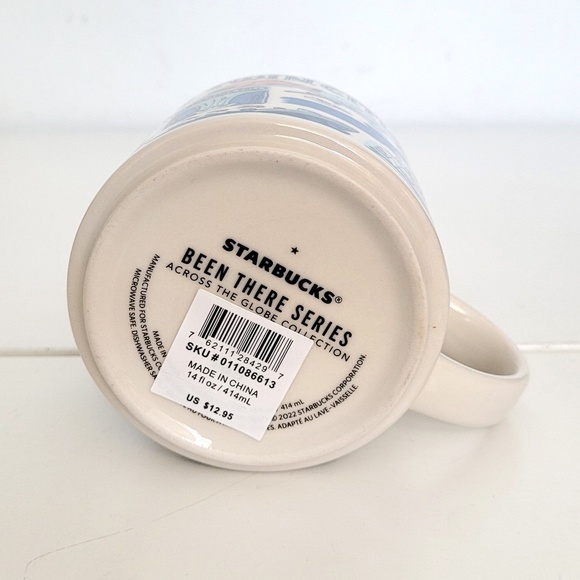 STARBUCKS®
BEEN THERE SERIES
ACROSS THE GLOBE COLLECTION
7 62111 28429 7
SKU # 011086613
MADE IN CHINA
14 fl oz / 414mL
US $12.95
MANUFACTURED FOR STARBUCKS
MICROWAVE SAFE. DISHWASHER
MADE IN
414 mL
2022 STARBUCKS CORPORATION.
ADAPTÉ AU LAVE-VAISSELLE.